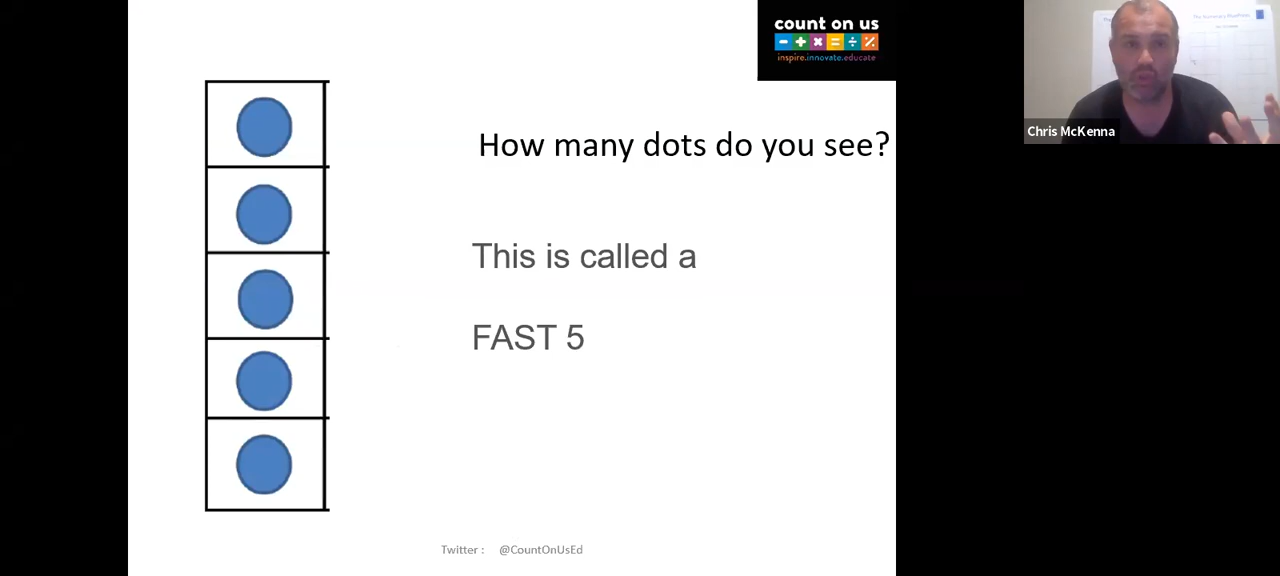 count on us
− + × = ÷ %
inspire.innovate.educate
How many dots do you see?
This is called a
FAST 5
Twitter : @CountOnUsEd
Chris McKenna